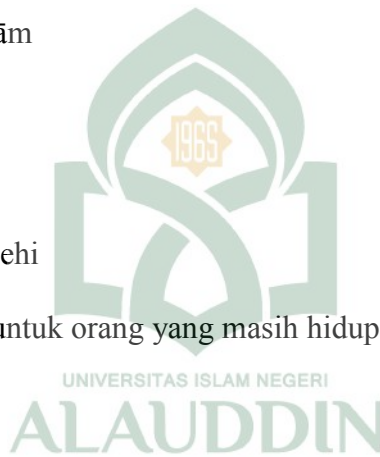 ām
1965
ehi
untuk orang yang masih hidup
UNIVERSITAS ISLAM NEGERI
ALAUDDIN